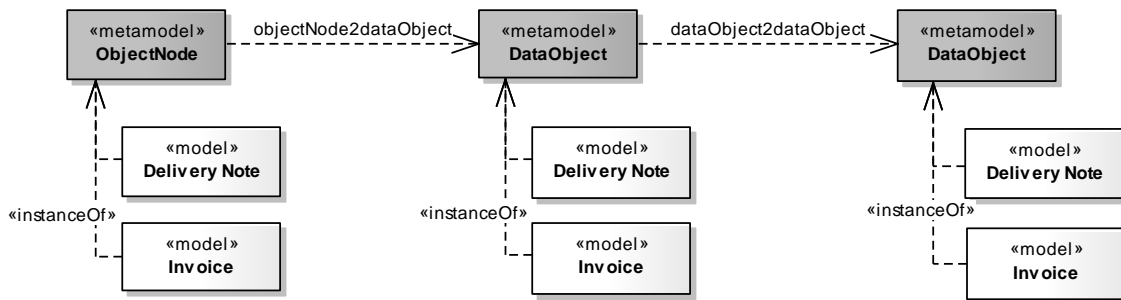 «metamodel»
ObjectNode
objectNode2dataObject
«metamodel»
DataObject
dataObject2dataObject
«metamodel»
DataObject
«model»
Delivery Note
«model»
Delivery Note
«model»
Delivery Note
«instanceOf»
«instanceOf»
«instanceOf»
«model»
Invoice
«model»
Invoice
«model»
Invoice